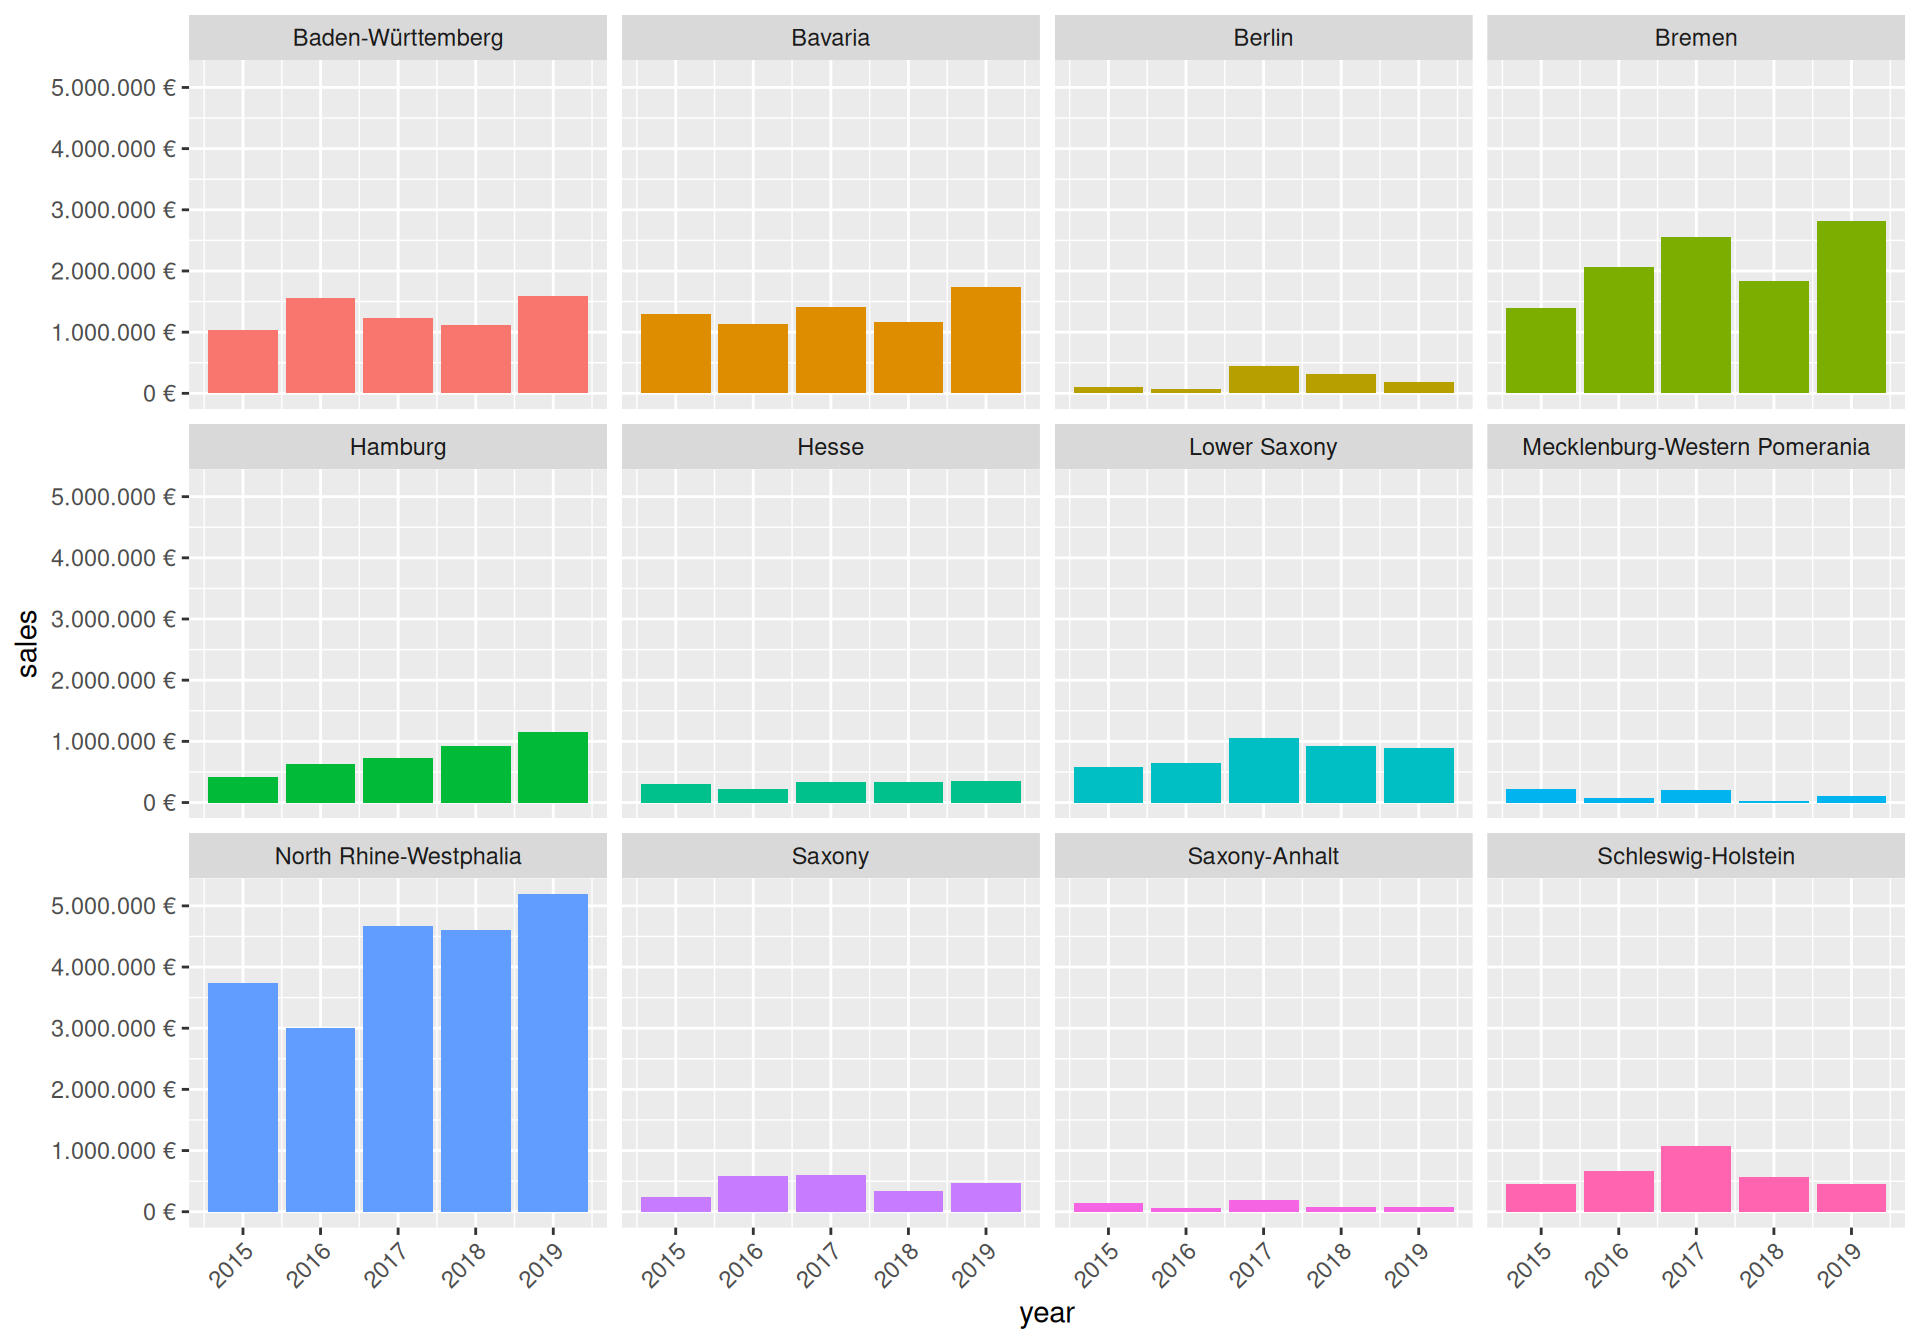 Baden-Württemberg
Bavaria
Berlin
Bremen
5.000.000 €
4.000.000 €
3.000.000 €
2.000.000 €
1.000.000 €
0 €
Hamburg
Hesse
Lower Saxony
Mecklenburg-Western Pomerania
5.000.000 €
4.000.000 €
3.000.000 €
2.000.000 €
1.000.000 €
0 €
sales
North Rhine-Westphalia
Saxony
Saxony-Anhalt
Schleswig-Holstein
5.000.000 €
4.000.000 €
3.000.000 €
2.000.000 €
1.000.000 €
0 €
2015 2016 2017 2018 2019
2015 2016 2017 2018 2019
2015 2016 2017 2018 2019
2015 2016 2017 2018 2019
year